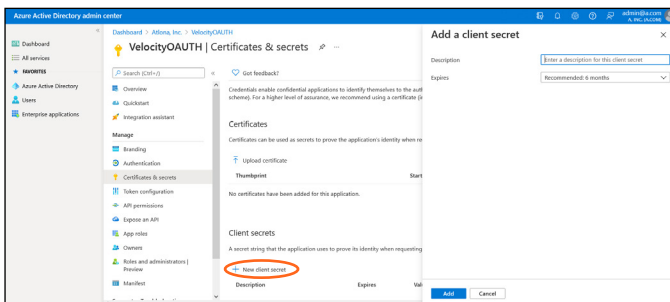 Azure Active Directory admin center
admin@a.com
A, INC. (A.COM)
Dashboard
All services
FAVORITES
Azure Active Directory
Users
Enterprise applications
Dashboard > Atlona, Inc. > VelocityOAUTH
VelocityOAUTH | Certificates & secrets
Search (Ctrl+/)
Overview
Quickstart
Integration assistant
Manage
Branding
Authentication
Certificates & secrets
Token configuration
API permissions
Expose an API
App roles
Owners
Roles and administrators |
Preview
Manifest
Got feedback?
Credentials enable confidential applications to identify themselves to the auth
scheme). For a higher level of assurance, we recommend using a certificate (i
Certificates
Certificates can be used as secrets to prove the application's identity when re
Upload certificate
Thumbprint Start
No certificates have been added for this application.
Client secrets
A secret string that the application uses to prove its identity when requesting
New client secret
Description Expires Val
Add a client secret
Description Enter a description for this client secret
Expires Recommended: 6 months
Add Cancel